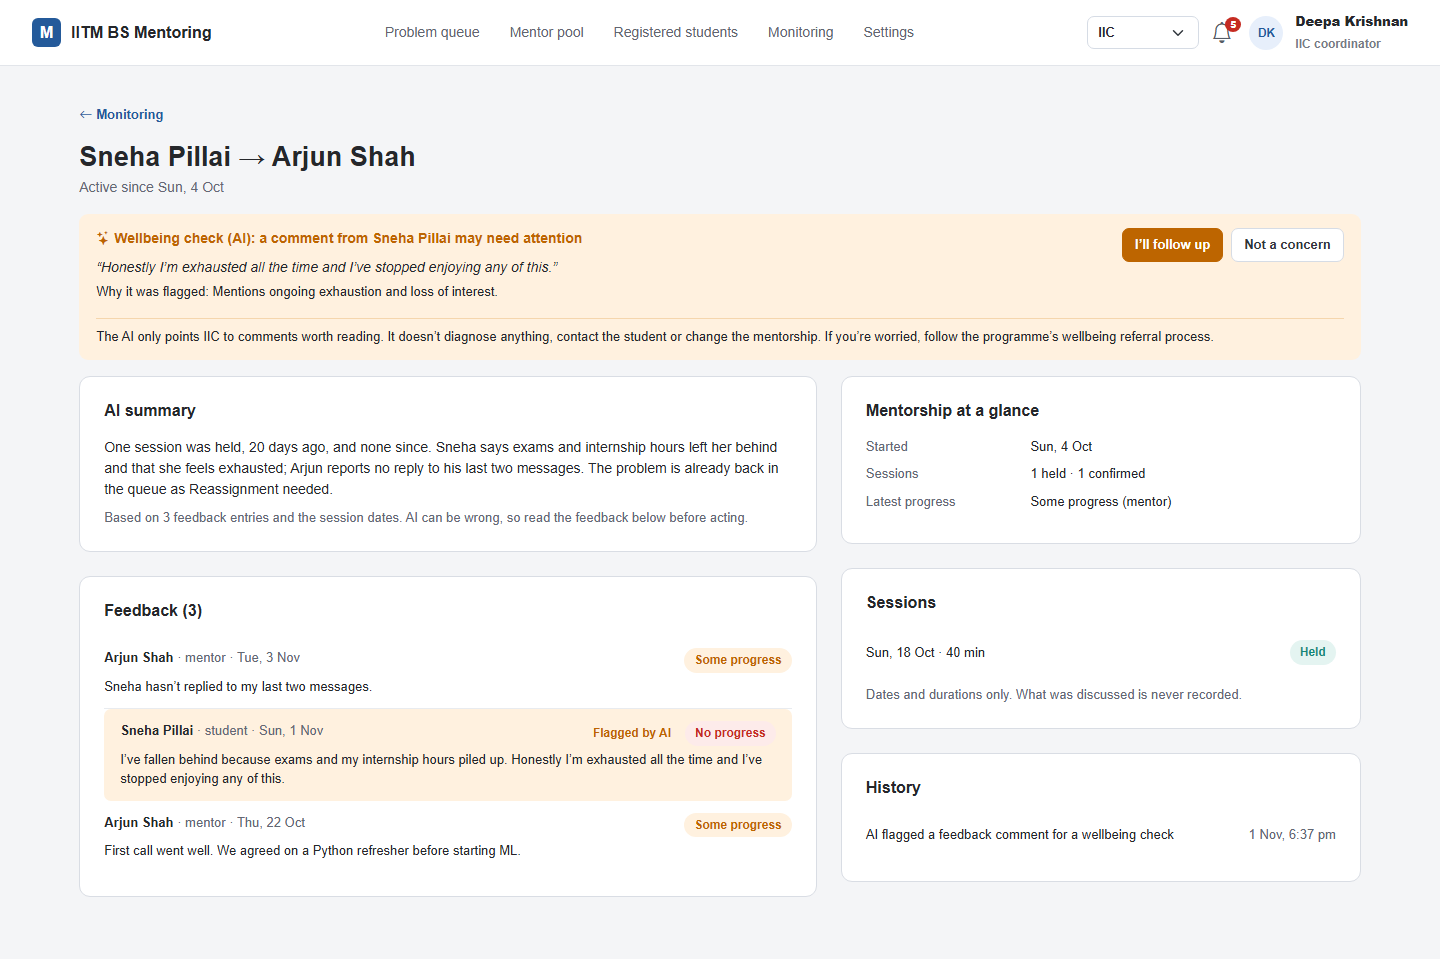 M IITM BS Mentoring
Problem queue Mentor pool Registered students Monitoring Settings
IIC
5
DK
Deepa Krishnan
IIC coordinator
← Monitoring
Sneha Pillai → Arjun Shah
Active since Sun, 4 Oct
Wellbeing check (AI): a comment from Sneha Pillai may need attention
“Honestly I’m exhausted all the time and I’ve stopped enjoying any of this.”
Why it was flagged: Mentions ongoing exhaustion and loss of interest.
I’ll follow up
Not a concern
The AI only points IIC to comments worth reading. It doesn’t diagnose anything, contact the student or change the mentorship. If you’re worried, follow the programme’s wellbeing referral process.
AI summary
One session was held, 20 days ago, and none since. Sneha says exams and internship hours left her behind
and that she feels exhausted; Arjun reports no reply to his last two messages. The problem is already back in
the queue as Reassignment needed.
Based on 3 feedback entries and the session dates. AI can be wrong, so read the feedback below before acting.
Feedback (3)
Arjun Shah · mentor · Tue, 3 Nov
Some progress
Sneha hasn’t replied to my last two messages.
Sneha Pillai · student · Sun, 1 Nov
Flagged by AI No progress
I’ve fallen behind because exams and my internship hours piled up. Honestly I’m exhausted all the time and I’ve
stopped enjoying any of this.
Arjun Shah · mentor · Thu, 22 Oct
Some progress
First call went well. We agreed on a Python refresher before starting ML.
Mentorship at a glance
Started Sun, 4 Oct
Sessions 1 held · 1 confirmed
Latest progress Some progress (mentor)
Sessions
Sun, 18 Oct · 40 min Held
Dates and durations only. What was discussed is never recorded.
History
AI flagged a feedback comment for a wellbeing check 1 Nov, 6:37 pm